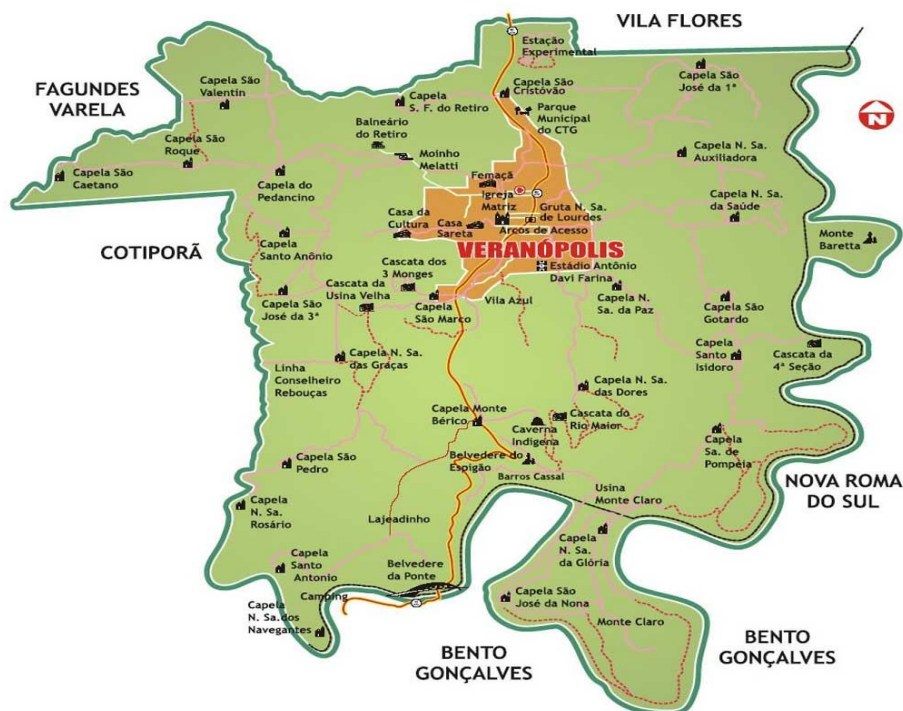 VILA FLORES
Estação
Experimental
Capela São
José da 1ª
FAGUNDES
VARELA
Capela São
Valentin
Capela
S. F. do Retiro
Capela São
Cristóvão
Parque
Municipal
do CTG
N
Balneário
do Retiro
Moinho
Melatti
Capela São
Roque
Capela São
Caetano
Capela do
Pedancino
Capela N. Sa.
Auxiliadora
Femaçã
Igreja
Matriz
Gruta N. Sa.
de Lourdes
Arcos de Acesso
Capela N. Sa.
da Saúde
Casa da
Cultura
Casa
Sareta
VERANÓPOLIS
Monte
Baretta
COTIPORÃ
Capela
Santo Anônio
Cascata dos
3 Monges
Cascata da
Usina Velha
Estádio Antônio
Davi Farina
Capela São
José da 3ª
Capela
São Marco
Vila Azul
Capela N.
Sa. da Paz
Capela São
Gotardo
Capela N. Sa.
das Graças
Capela
Santo
Isidoro
Cascata da
4ª Seção
Linha
Conselheiro
Rebouças
Capela N. Sa.
das Dores
Capela Monte
Bérico
Caverna
Indígena
Cascata do
Rio Maior
Capela
Sa. de
Pompéia
Belvedere do
Espigão
Barros Cassal
Capela São
Pedro
NOVA ROMA
DO SUL
Usina
Monte Claro
Capela
N. Sa.
Rosário
Lajeadinho
Capela
N. Sa.
da Glória
Capela
Santo
Antonio
Belvedere
da Ponte
Camping
Capela
N. Sa.dos
Navegantes
Capela São
José da Nona
Monte Claro
BENTO
GONÇALVES
BENTO
GONÇALVES